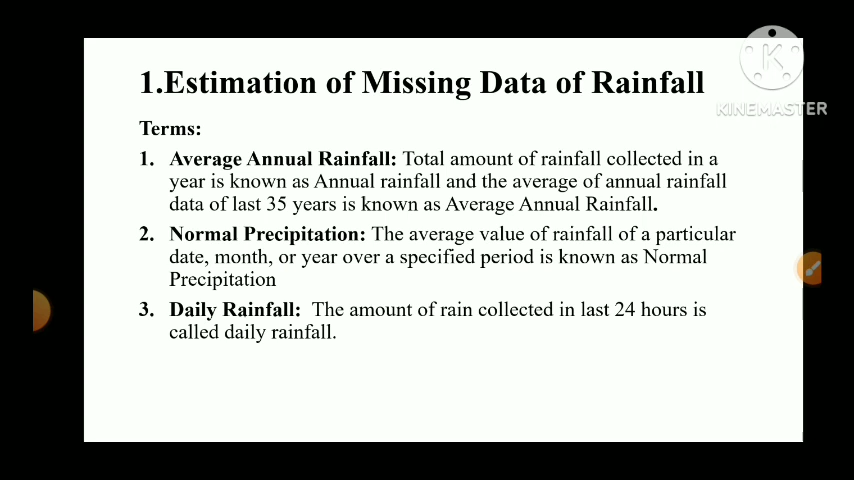 1.Estimation of Missing Data of Rainfall
K
KINEMASTER
Terms:
1. Average Annual Rainfall: Total amount of rainfall collected in a
year is known as Annual rainfall and the average of annual rainfall
data of last 35 years is known as Average Annual Rainfall.
2. Normal Precipitation: The average value of rainfall of a particular
date, month, or year over a specified period is known as Normal
Precipitation
3. Daily Rainfall: The amount of rain collected in last 24 hours is
called daily rainfall.